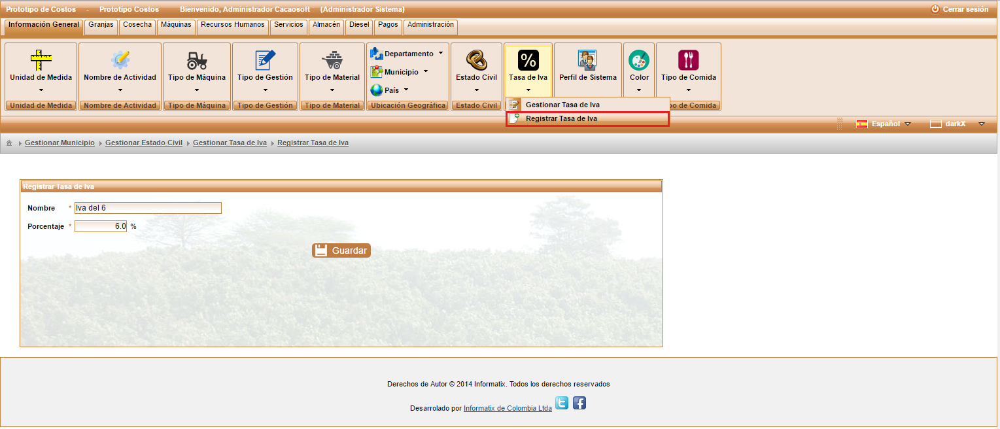 Prototipo de Costos - Prototipo Costos Bienvenido, Administrador Cacaosoft (Administrador Sistema) Cerrar sesión
Información General Granjas Cosecha Máquinas Recursos Humanos Servicios Almacén Diesel Pagos Administración
Departamento
Municipio
País
Unidad de Medida Nombre de Actividad Tipo de Máquina Tipo de Gestión Tipo de Material Estado Civil Tasa de Iva Perfil de Sistema Color Tipo de Comida
Unidad de Medida Nombre de Actividad Tipo de Máquina Tipo de Gestión Tipo de Material Ubicación Geográfica Estado Civil po de Comida
Gestionar Tasa de Iva
Registrar Tasa de Iva
Español darkX
Gestionar Municipio Gestionar Estado Civil Gestionar Tasa de Iva Registrar Tasa de Iva
Registrar Tasa de Iva
Nombre * Iva del 6
Porcentaje * 6.0 %
Guardar
Derechos de Autor © 2014 Informatix. Todos los derechos reservados
Desarrolado por Informatix de Colombia Ltda